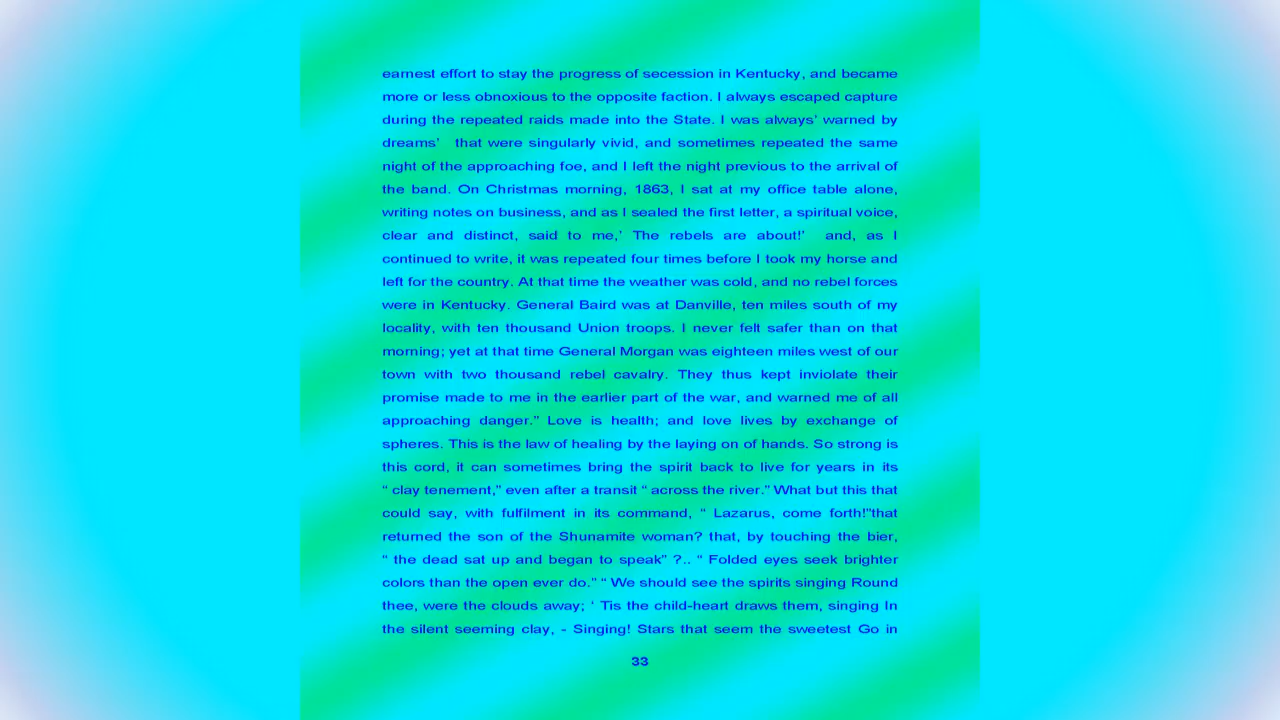 earnest effort to stay the progress of secession in Kentucky, and became
more or less obnoxious to the opposite faction. I always escaped capture
during the repeated raids made into the State. I was always’ warned by
dreams’ that were singularly vivid, and sometimes repeated the same
night of the approaching foe, and I left the night previous to the arrival of
the band. On Christmas morning, 1863, I sat at my office table alone,
writing notes on business, and as I sealed the first letter, a spiritual voice,
clear and distinct, said to me,’ The rebels are about!’ and, as I
continued to write, it was repeated four times before I took my horse and
left for the country. At that time the weather was cold, and no rebel forces
were in Kentucky. General Baird was at Danville, ten miles south of my
locality, with ten thousand Union troops. I never felt safer than on that
morning; yet at that time General Morgan was eighteen miles west of our
town with two thousand rebel cavalry. They thus kept inviolate their
promise made to me in the earlier part of the war, and warned me of all
approaching danger.” Love is health; and love lives by exchange of
spheres. This is the law of healing by the laying on of hands. So strong is
this cord, it can sometimes bring the spirit back to live for years in its
“ clay tenement,” even after a transit “ across the river.” What but this that
could say, with fulfilment in its command, “ Lazarus, come forth!”that
returned the son of the Shunamite woman? that, by touching the bier,
“ the dead sat up and began to speak” ?.. “ Folded eyes seek brighter
colors than the open ever do.” “ We should see the spirits singing Round
thee, were the clouds away; ‘ Tis the child-heart draws them, singing In
the silent seeming clay, - Singing! Stars that seem the sweetest Go in
33